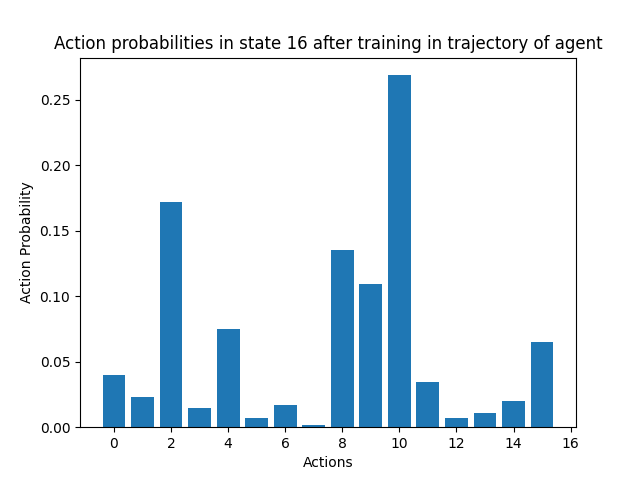 Action probabilities in state 16 after training in trajectory of agent
0.25
0.20
0.15
0.10
0.05
0.00
Action Probability
0 2 4 6 8 10 12 14 16
Actions